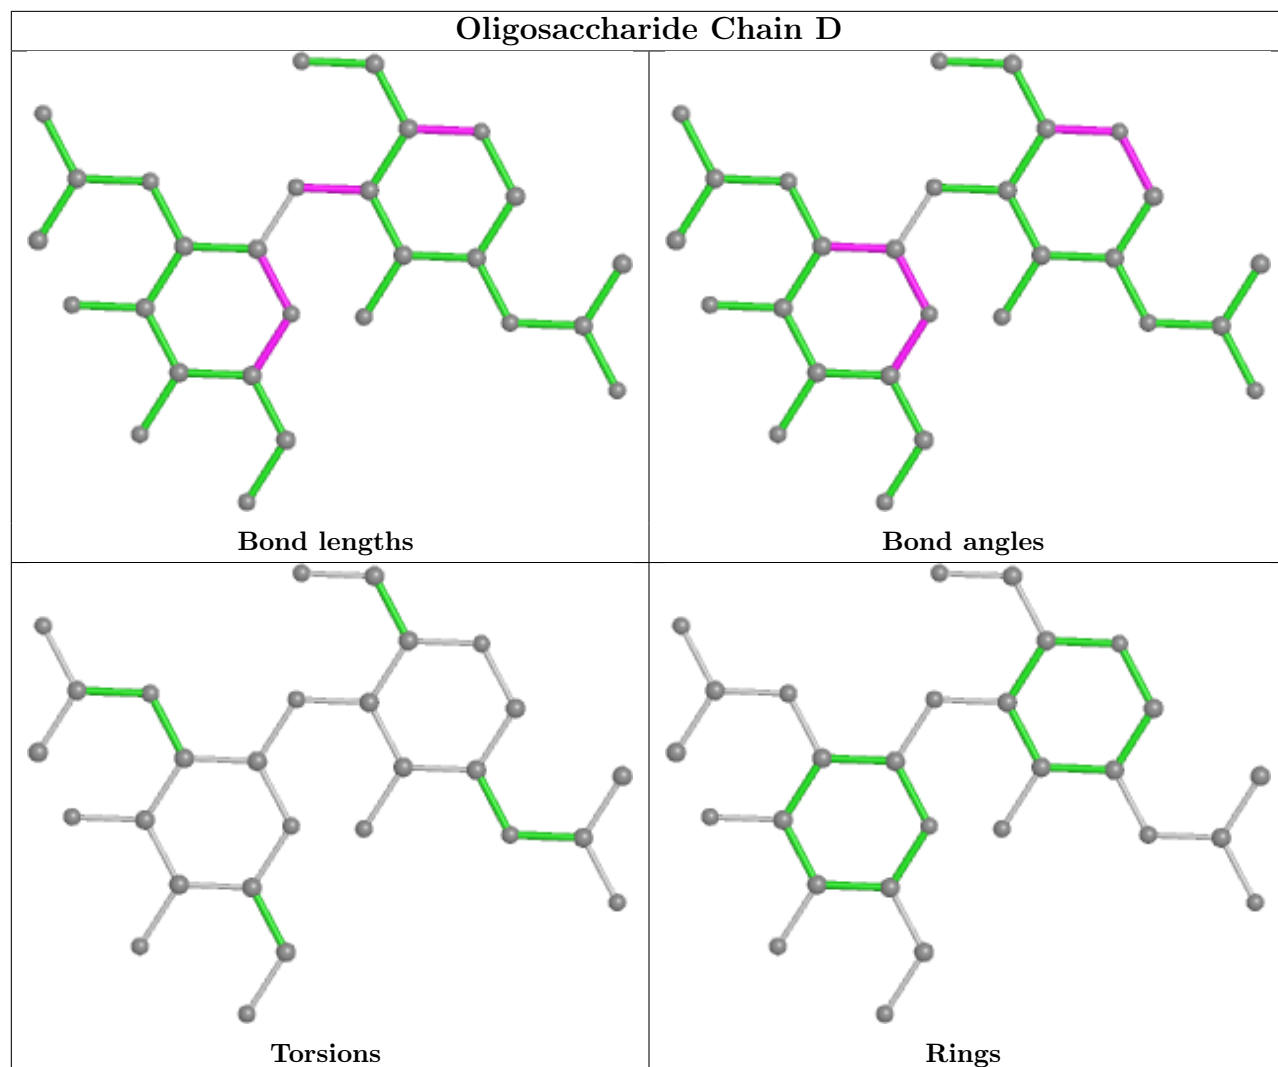 Oligosaccharide Chain D
Bond lengths
Bond angles
Torsions
Rings